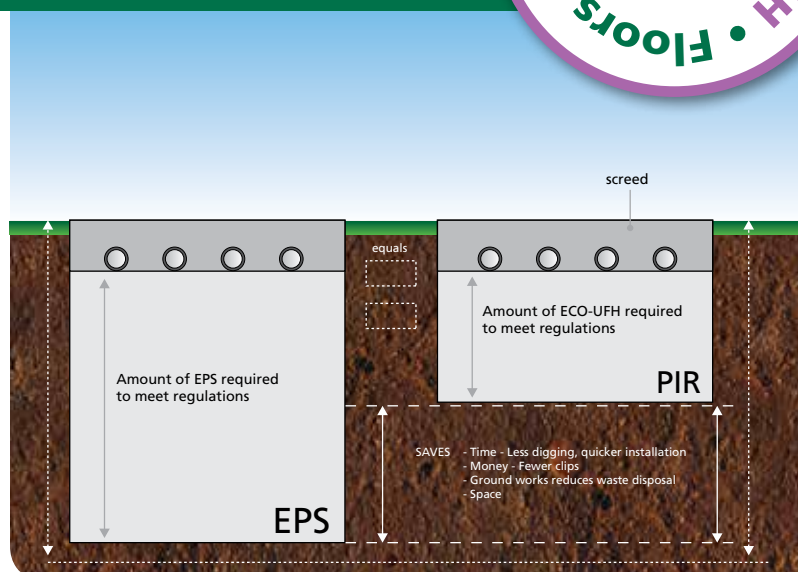 Floors •
screed
equals
Amount of ECO-UFH required
to meet regulations
PIR
Amount of EPS required
to meet regulations
EPS
SAVES - Time - Less digging, quicker installation
- Money - Fewer clips
- Ground works reduces waste disposal
- Space